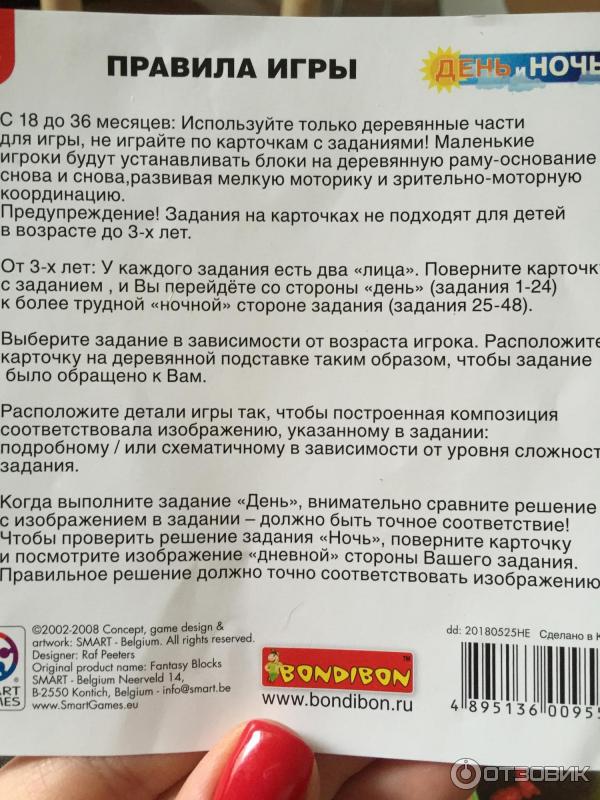 ПРАВИЛА ИГРЫ
ДЕНЬ и НОЧЬ
С 18 до 36 месяцев: Используйте только деревянные части
для игры, не играйте по карточкам с заданиями! Маленькие
игроки будут устанавливать блоки на деревянную раму-основание
снова и снова,развивая мелкую моторику и зрительно-моторную
координацию.
Предупреждение! Задания на карточках не подходят для детей
в возрасте до 3-х лет.
От 3-х лет: У каждого задания есть два «лица». Поверните карточку
с заданием , и Вы перейдёте со стороны «день» (задания 1-24)
к более трудной «ночной» стороне задания (задания 25-48).
Выберите задание в зависимости от возраста игрока. Расположите
карточку на деревянной подставке таким образом, чтобы задание
было обращено к Вам.
Расположите детали игры так, чтобы построенная композиция
соответствовала изображению, указанному в задании:
подробному / или схематичному в зависимости от уровня сложност
задания.
Когда выполните задание «День», внимательно сравните решение
с изображением в задании – должно быть точное соответствие!
Чтобы проверить решение задания «Ночь», поверните карточку
и посмотрите изображение «дневной» стороны Вашего задания.
Правильное решение должно точно соответствовать изображению
©2002-2008 Concept, game design &
artwork: SMART - Belgium. All rights reserved.
Designer: Raf Peeters
Original product name: Fantasy Blocks
SMART - Belgium Neerveld 14,
B-2550 Kontich, Belgium - info@smart.be
www.SmartGames.eu
SMART
GAMES
BONDIBON™
www.bondibon.ru
dd: 20180525HE Сделано в К
4 895136 00955
ОТЗОВИК